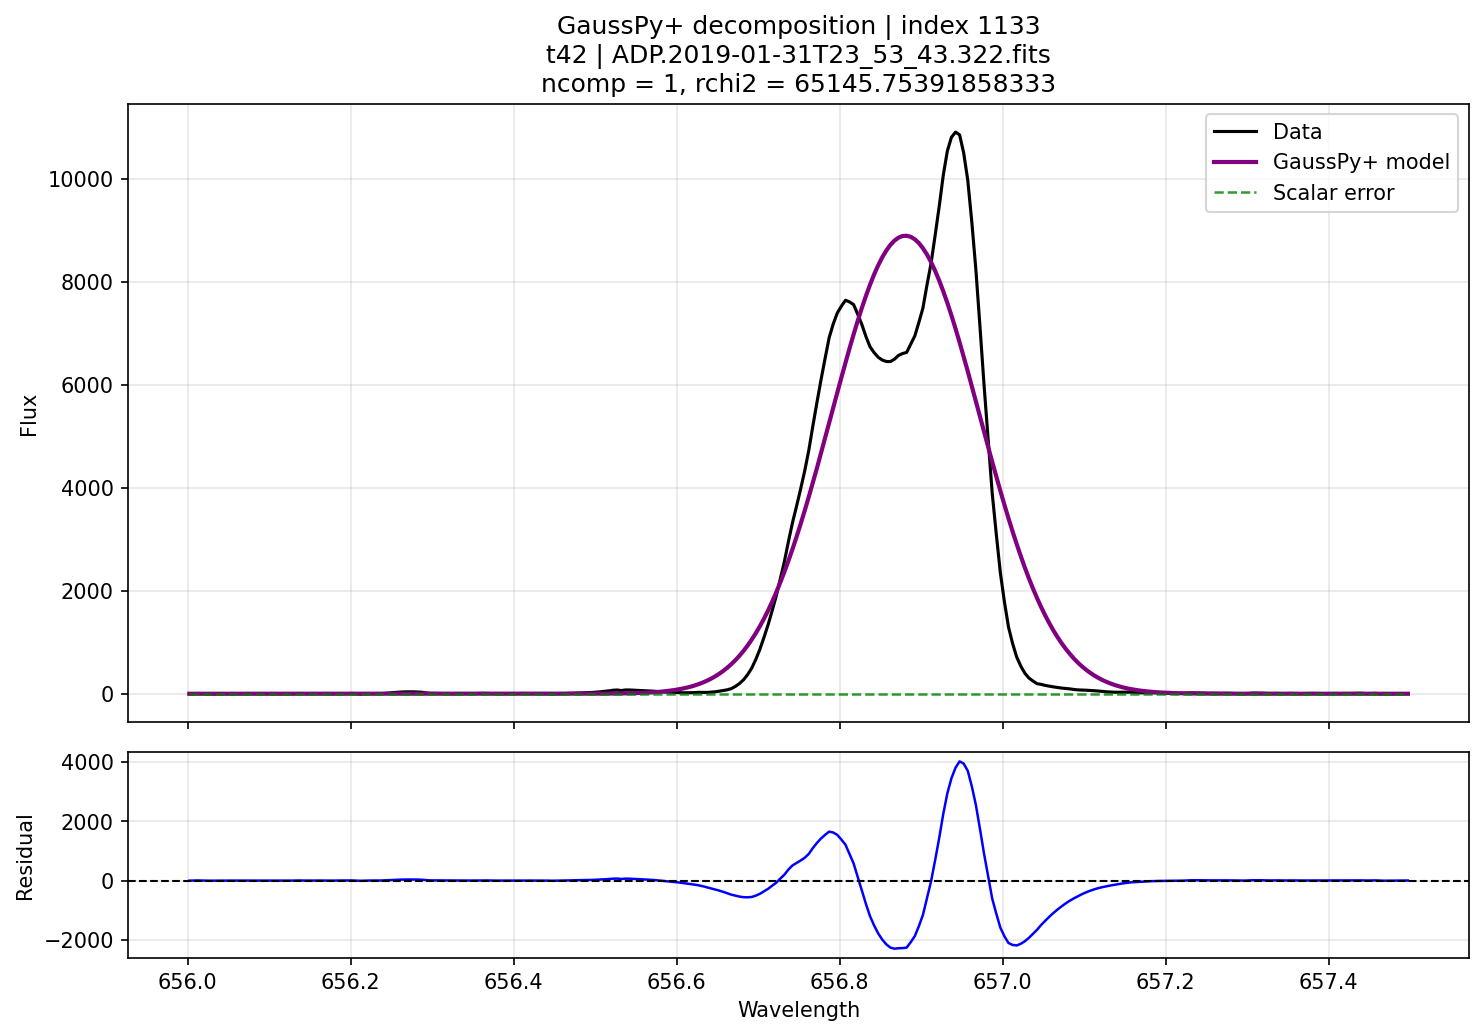 GaussPy+ decomposition | index 1133
t42 | ADP.2019-01-31T23_53_43.322.fits
ncomp = 1, rchi2 = 65145.75391858333
Data
GaussPy+ model
Scalar error
10000
8000
6000
4000
2000
0
Flux
4000
2000
0
−2000
Residual
656.0 656.2 656.4 656.6 656.8 657.0 657.2 657.4
Wavelength